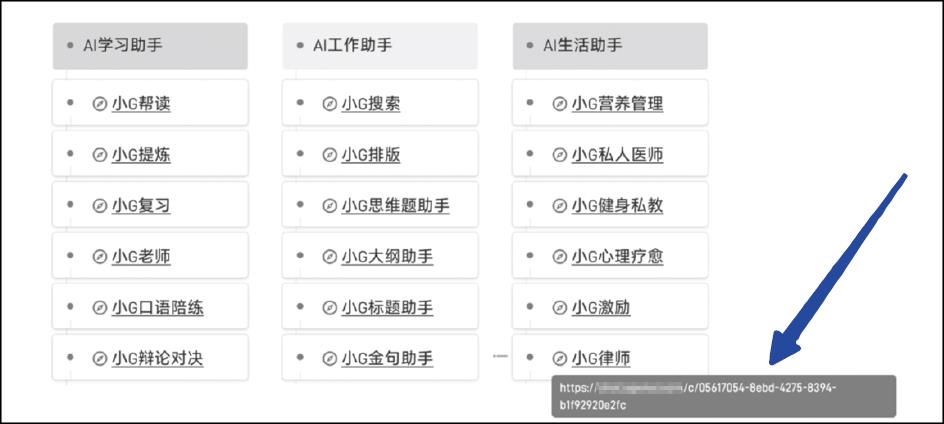 AI学习助手
小G帮读
小G提炼
小G复习
小G老师
小G口语陪练
小G辩论对决
AI工作助手
小G搜索
小G排版
小G思维题助手
小G大纲助手
小G标题助手
小G金句助手
AI生活助手
小G营养管理
小G私人医师
小G健身私教
小G心理疗愈
小G激励
小G律师
https:/ /c/05617054-8ebd-4275-8394-
b1f92920e2fc